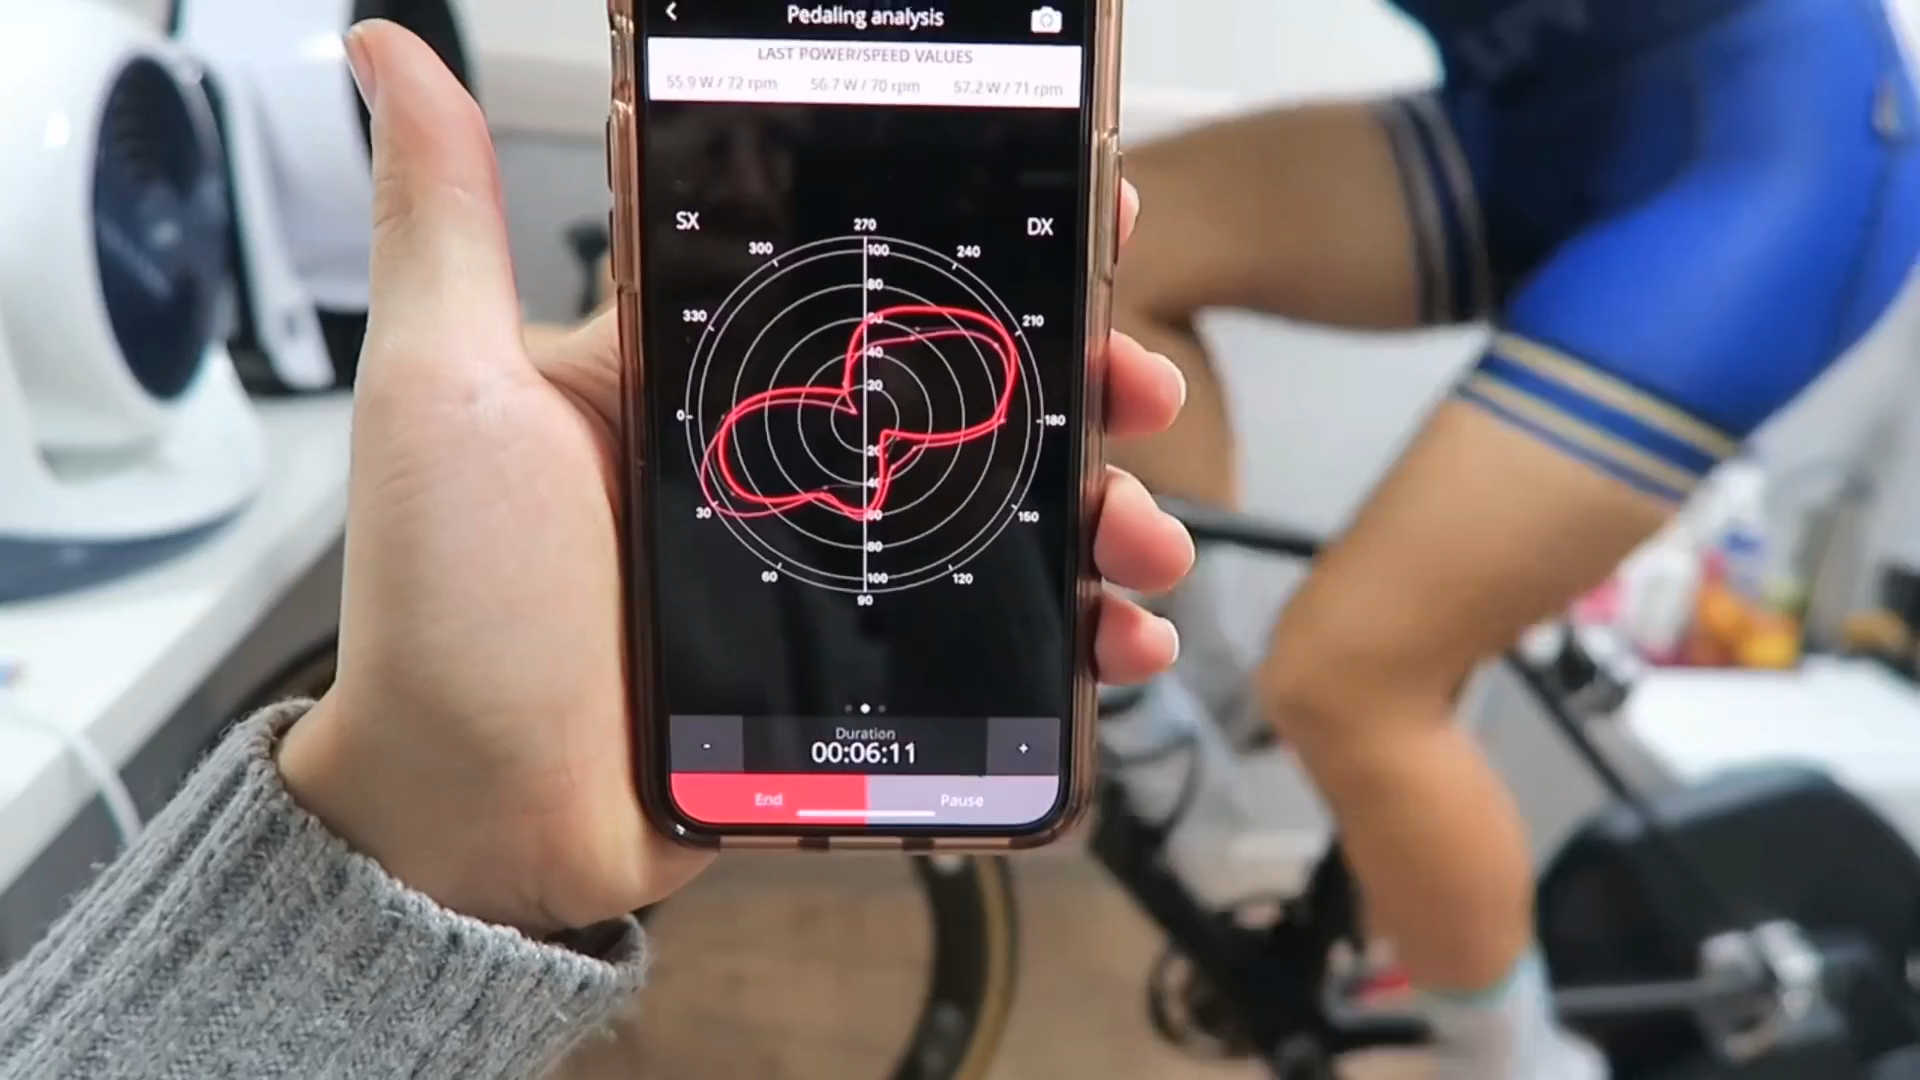 Pedaling analysis
LAST POWER/SPEED VALUES
55.9 W / 72 rpm 56.7 W / 70 rpm 57.2 W / 71 rpm
SX DX
270
300 100 240
80
330 60 210
40
20
0 180
20
40
30 60 150
80
60 100 120
90
Duration
- 00:06:11 +
End Pause